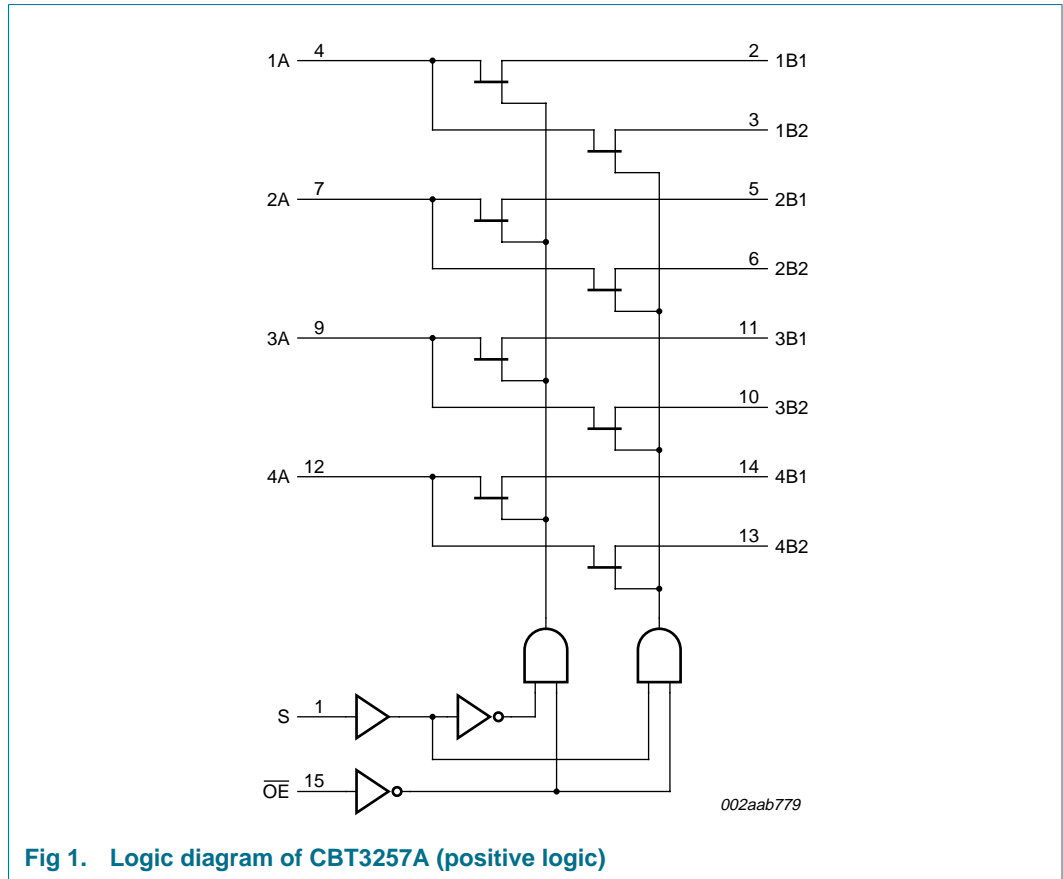 1A 4 2 1B1
3 1B2
2A 7 5 2B1
6 2B2
3A 9 11 3B1
10 3B2
4A 12 14 4B1
13 4B2
S 1
O̅E̅ 15
002aab779
Fig 1. Logic diagram of CBT3257A (positive logic)